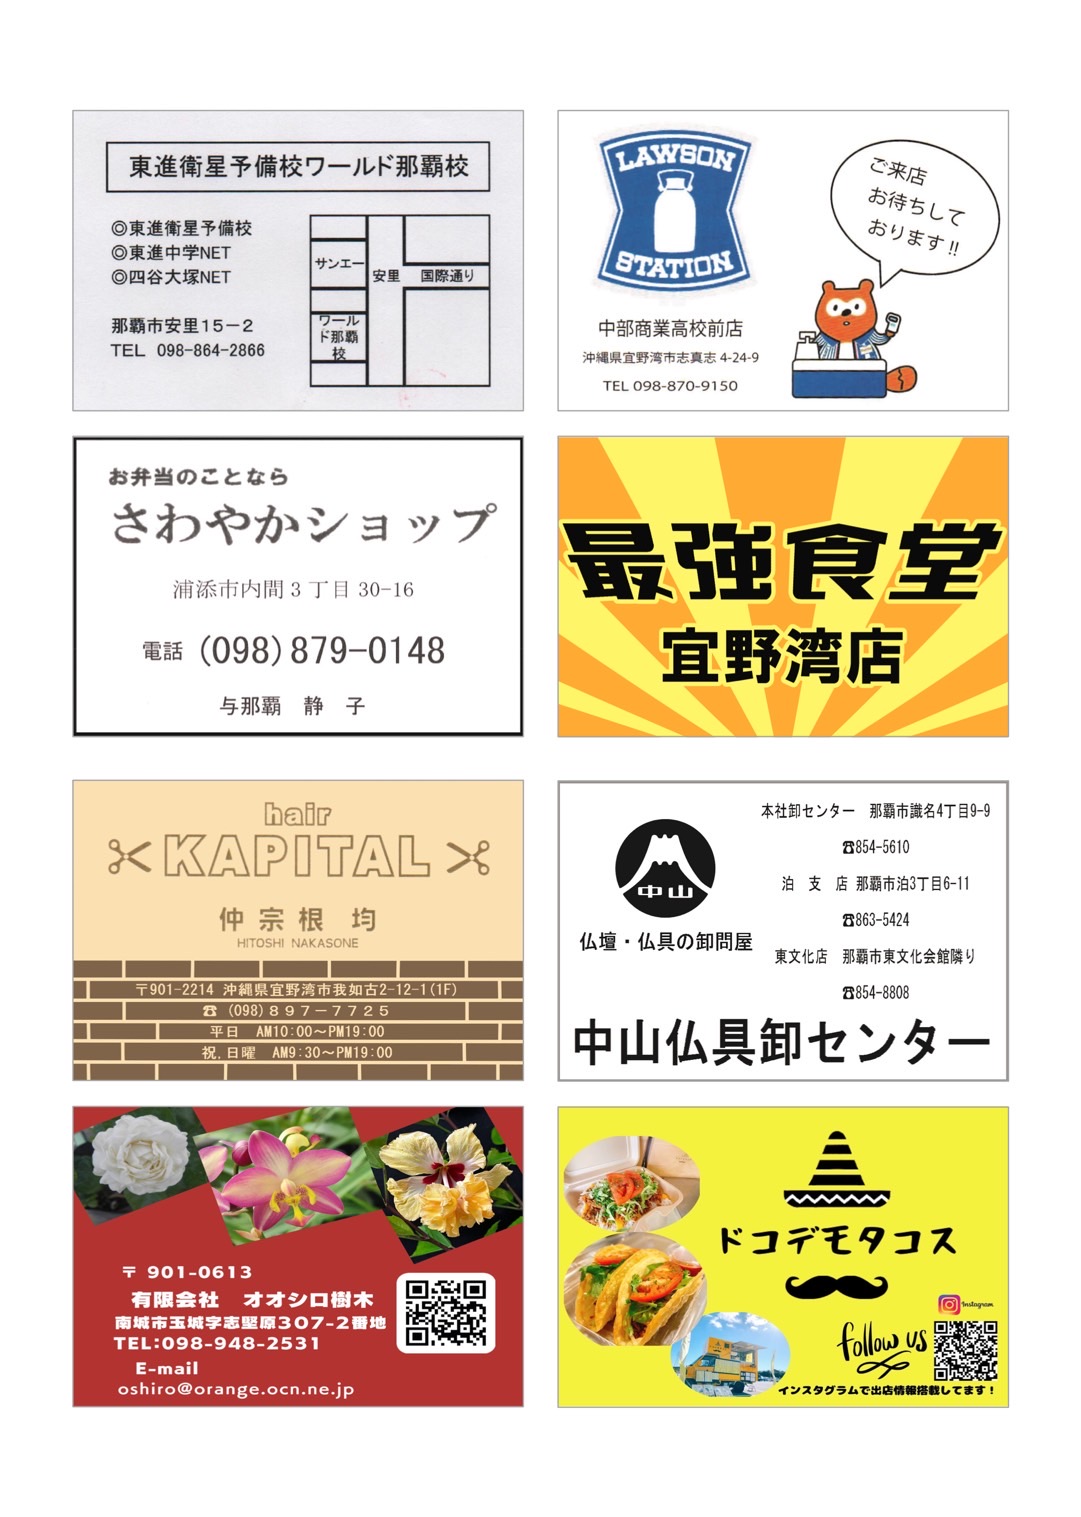 東進衛星予備校ワールド那覇校
◎東進衛星予備校
◎東進中学NET
◎四谷大塚NET
那覇市安里15－2
TEL 098-864-2866
サンエー
安里
国際通り
ワール
ド那覇
校
LAWSON
STATION
ご来店
お待ちして
おります!!
中部商業高校前店
沖縄県宜野湾市志真志 4-24-9
TEL 098-870-9150
お弁当のことなら
さわやかショップ
浦添市内間3丁目30-16
電話 (098)879-0148
与那覇 静子
最強食堂
宜野湾店
hair
KAPITAL
仲宗根 均
HITOSHI NAKASONE
〒901-2214 沖縄県宜野湾市我如古2-12-1(1F)
☎ (098)897－7725
平日 AM10:00～PM19:00
祝.日曜 AM9:30～PM19:00
中山
仏壇・仏具の卸問屋
本社卸センター 那覇市識名4丁目9-9
☎854-5610
泊 支 店 那覇市泊3丁目6-11
☎863-5424
東文化店 那覇市東文化会館隣り
☎854-8808
中山仏具卸センター
〒 901-0613
有限会社 オオシロ樹木
南城市玉城字志堅原307-2番地
TEL:098-948-2531
E-mail
oshiro@orange.ocn.ne.jp
ドコデモタコス
Instagram
follow us
インスタグラムで出店情報搭載してます！